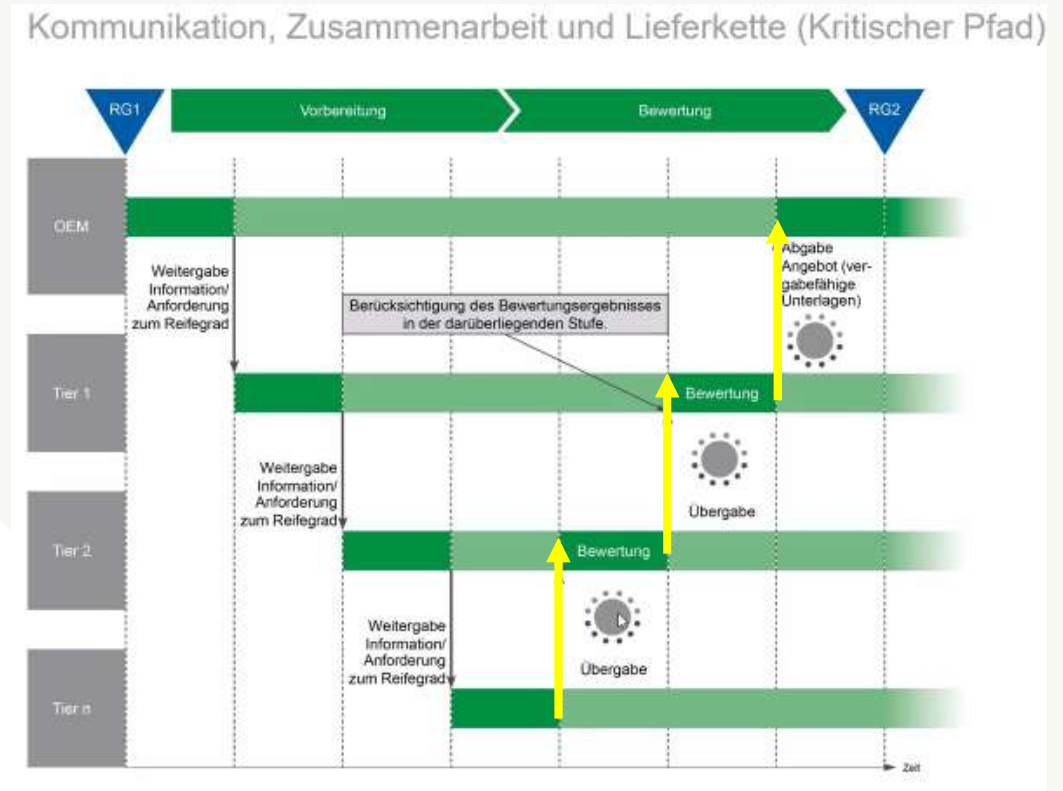 Kommunikation, Zusammenarbeit und Lieferkette (Kritischer Pfad)
RG1
Vorbereitung
Bewertung
RG2
OEM
Weitergabe
Information/
Anforderung
zum Reifegrad
Abgabe
Angebot (ver-
gabefähige
Unterlagen)
Berücksichtigung des Bewertungsergebnisses
in der darüberliegenden Stufe.
Tier 1
Bewertung
Weitergabe
Information/
Anforderung
zum Reifegrad
Übergabe
Tier 2
Bewertung
Weitergabe
Information/
Anforderung
zum Reifegrad
Übergabe
Tier n
Zeit